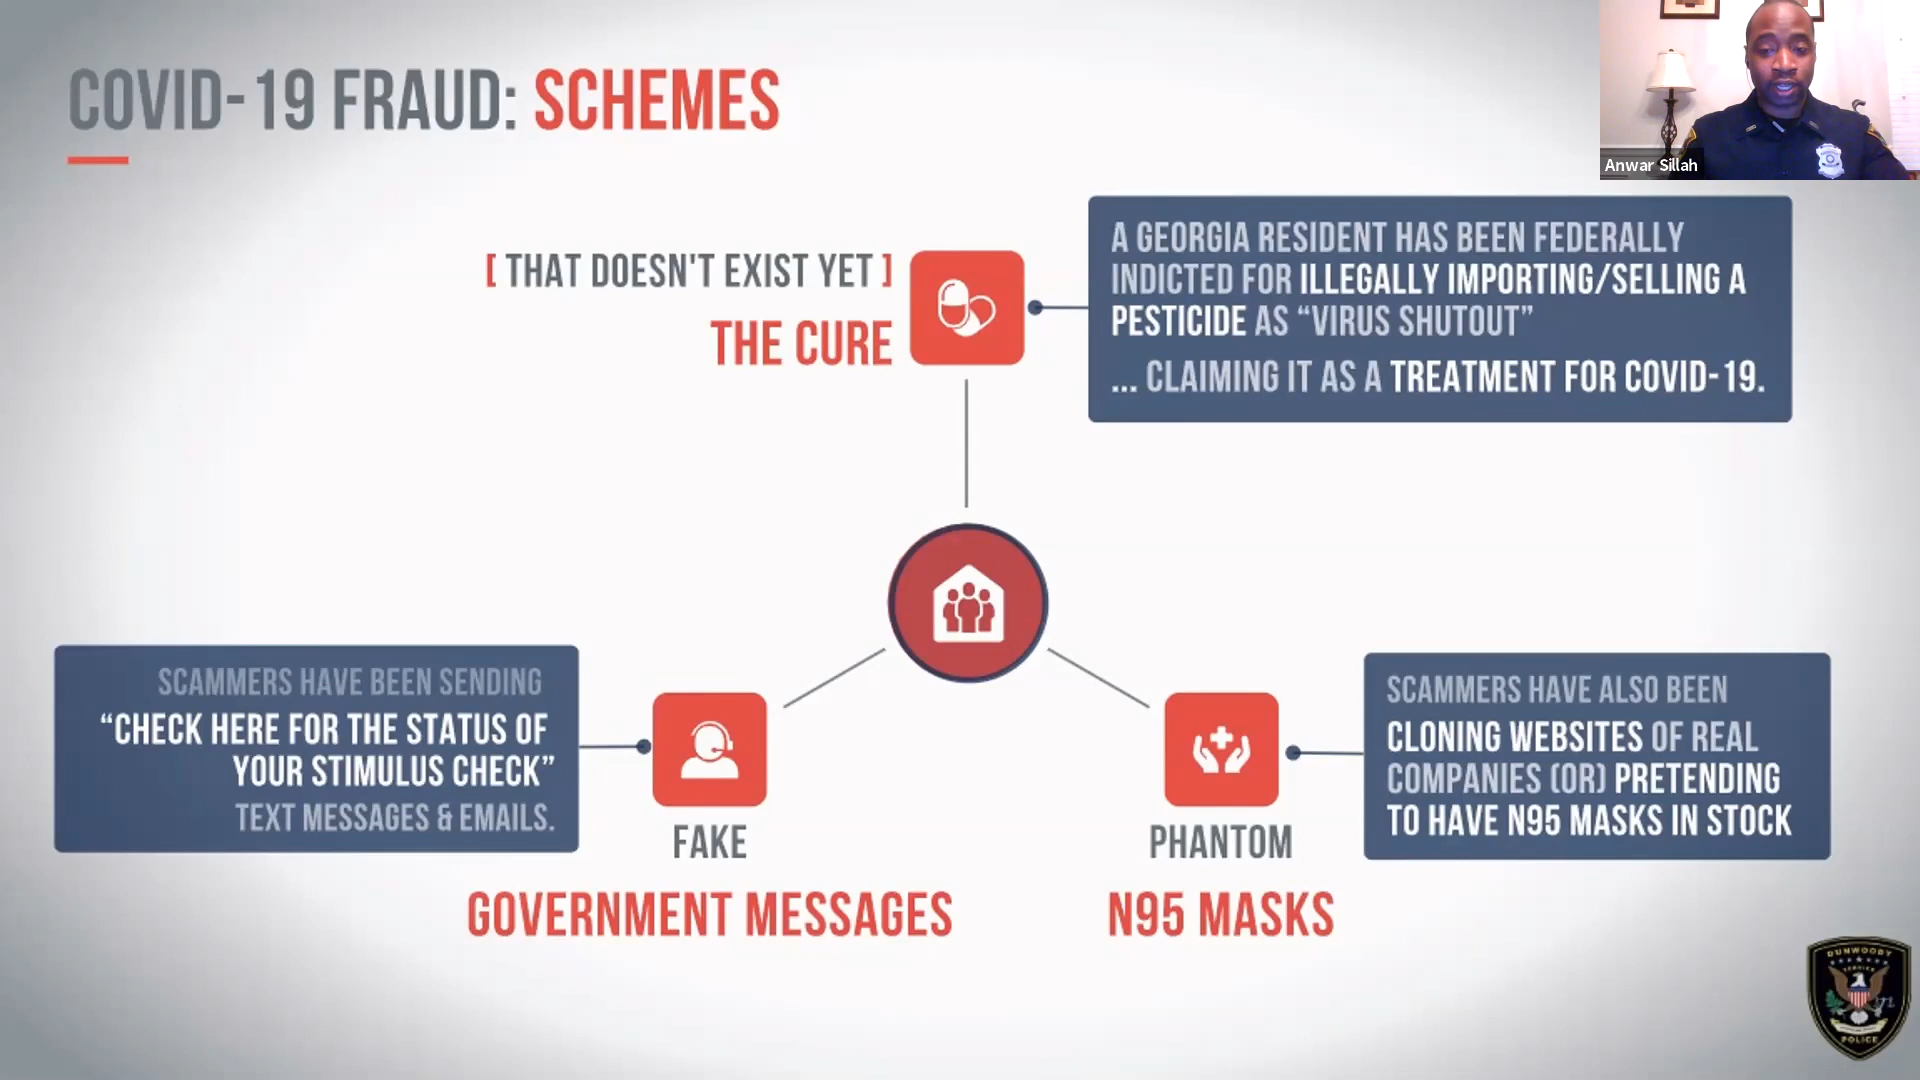 COVID-19 FRAUD: SCHEMES
Anwar Sillah
[ THAT DOESN'T EXIST YET ]
THE CURE
A GEORGIA RESIDENT HAS BEEN FEDERALLY
INDICTED FOR ILLEGALLY IMPORTING/SELLING A
PESTICIDE AS “VIRUS SHUTOUT”
... CLAIMING IT AS A TREATMENT FOR COVID-19.
SCAMMERS HAVE BEEN SENDING
“CHECK HERE FOR THE STATUS OF
YOUR STIMULUS CHECK”
TEXT MESSAGES & EMAILS.
FAKE
GOVERNMENT MESSAGES
PHANTOM
N95 MASKS
SCAMMERS HAVE ALSO BEEN
CLONING WEBSITES OF REAL
COMPANIES (OR) PRETENDING
TO HAVE N95 MASKS IN STOCK
DUNWOODY
SERVICE
POLICE